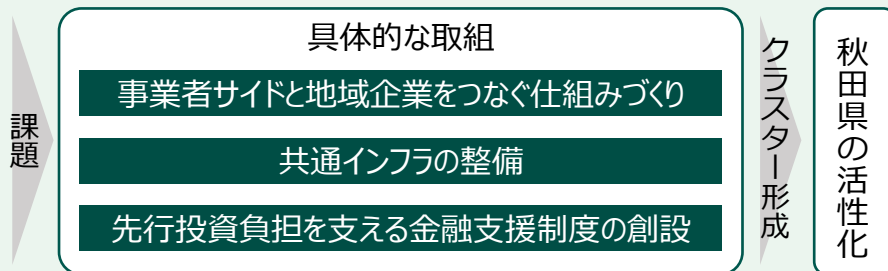 課題
具体的な取組
事業者サイドと地域企業をつなぐ仕組みづくり
共通インフラの整備
先行投資負担を支える金融支援制度の創設
クラスター形成
秋田県の活性化